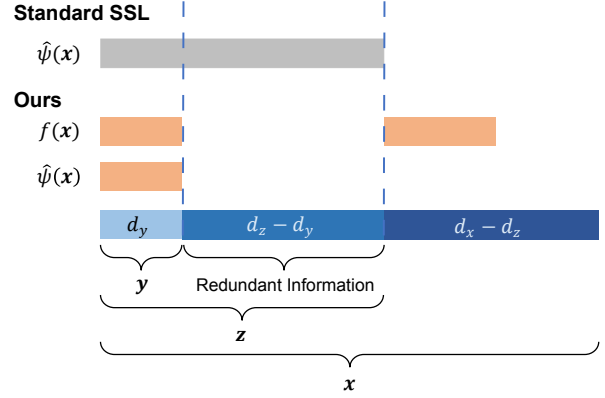 Standard SSL
ψ̂(x)
Ours
f(x)
ψ̂(x)
d_y d_z − d_y d_x − d_z
y Redundant Information
z
x